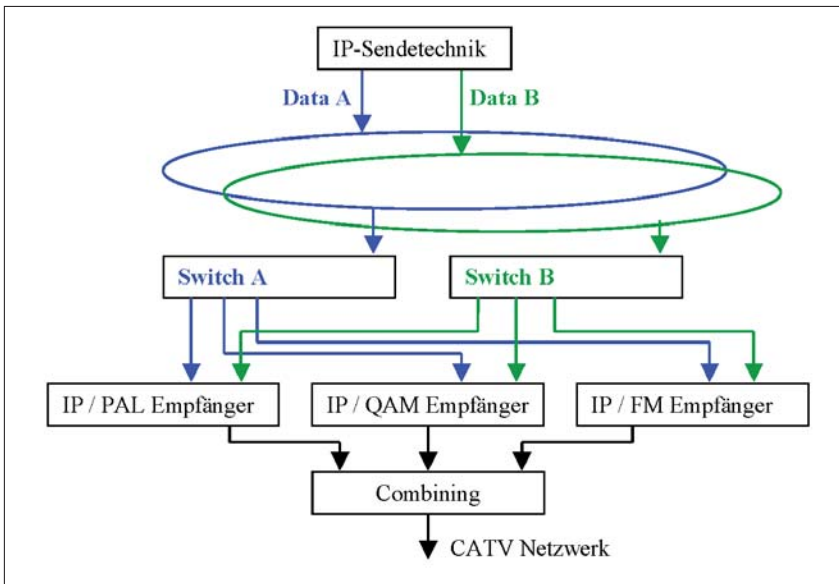 IP-Sendetechnik
Data A
Data B
Switch A
Switch B
IP / PAL Empfänger
IP / QAM Empfänger
IP / FM Empfänger
Combining
CATV Netzwerk